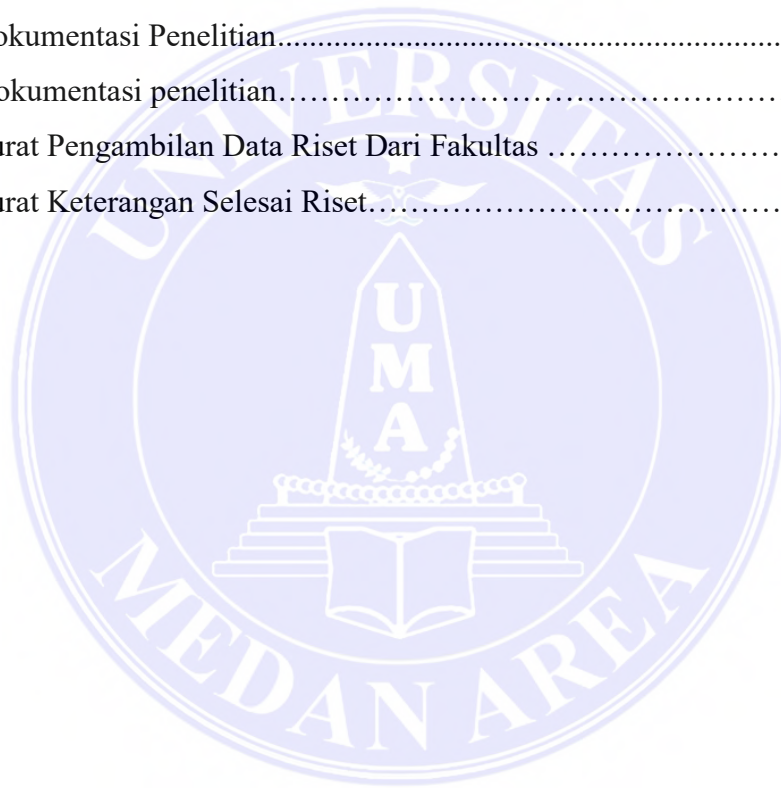 okumentasi Penelitian......................................................
okumentasi penelitian……………………………………………
urat Pengambilan Data Riset Dari Fakultas …………………
urat Keterangan Selesai Riset…………………………………
UNIVERSITAS
U
M
A
MEDAN AREA